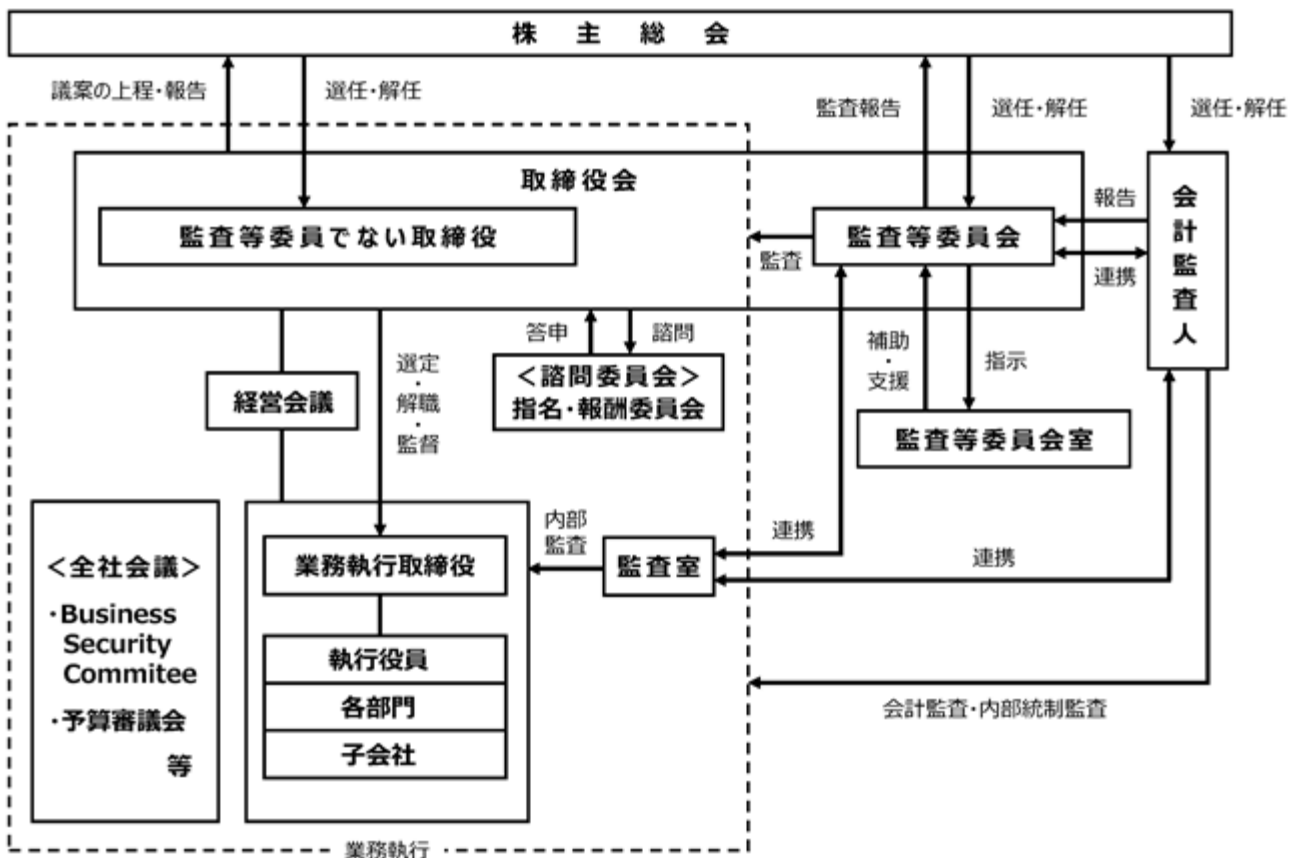 株主総会
議案の上程・報告
選任・解任
監査報告
選任・解任
選任・解任
取締役会
監査等委員でない取締役
監査等委員会
監査
報告
連携
会計監査人
答申
諮問
<諮問委員会>
指名・報酬委員会
経営会議
選定
・
解職
・
監督
補助
・
支援
指示
監査等委員会室
<全社会議>
・Business
Security
Commitee
・予算審議会
等
業務執行取締役
執行役員
各部門
子会社
内部
監査
監査室
連携
連携
会計監査・内部統制監査
業務執行